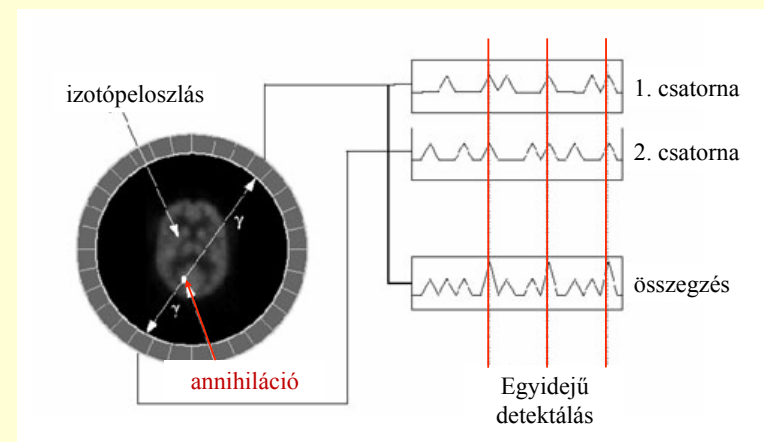 izotópeloszlás
γ
γ
annihiláció
1. csatorna
2. csatorna
összegzés
Egyidejű
detektálás